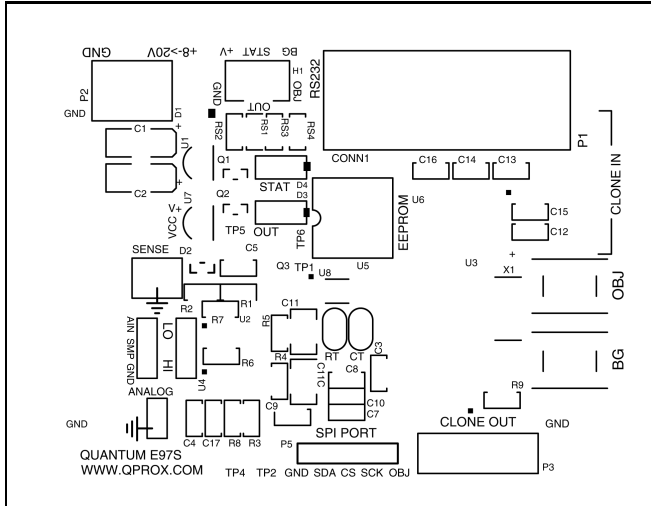 GND +8->20V
+V STAT BG
H1
GND OBJ
OUT
P2
GND
D1
RS232
P1
CONN1
C1 +
U1
RS2 RS1 RS3 RS4
Q1
STAT
D4
C16 C14 C13
CLONE IN
C2 +
U7
Q2
D3
U6
V+
VCC
TP5
OUT
TP6
EEPROM
C15
C12
SENSE
D2
C5
Q3 TP1
U8
U5
U3
+
X1
OBJ
R2
R1
R7
U2
C11
R5
AIN SMP GND
LO
HI
R6
R4
RT CT
C3
U4
C11C
C8
BG
ANALOG
C9
C10
C7
R9
GND
C4 C17 R8 R3
P5
SPI PORT
CLONE OUT
GND
QUANTUM E97S
WWW.QPROX.COM
TP4 TP2 GND SDA CS SCK OBJ
P3